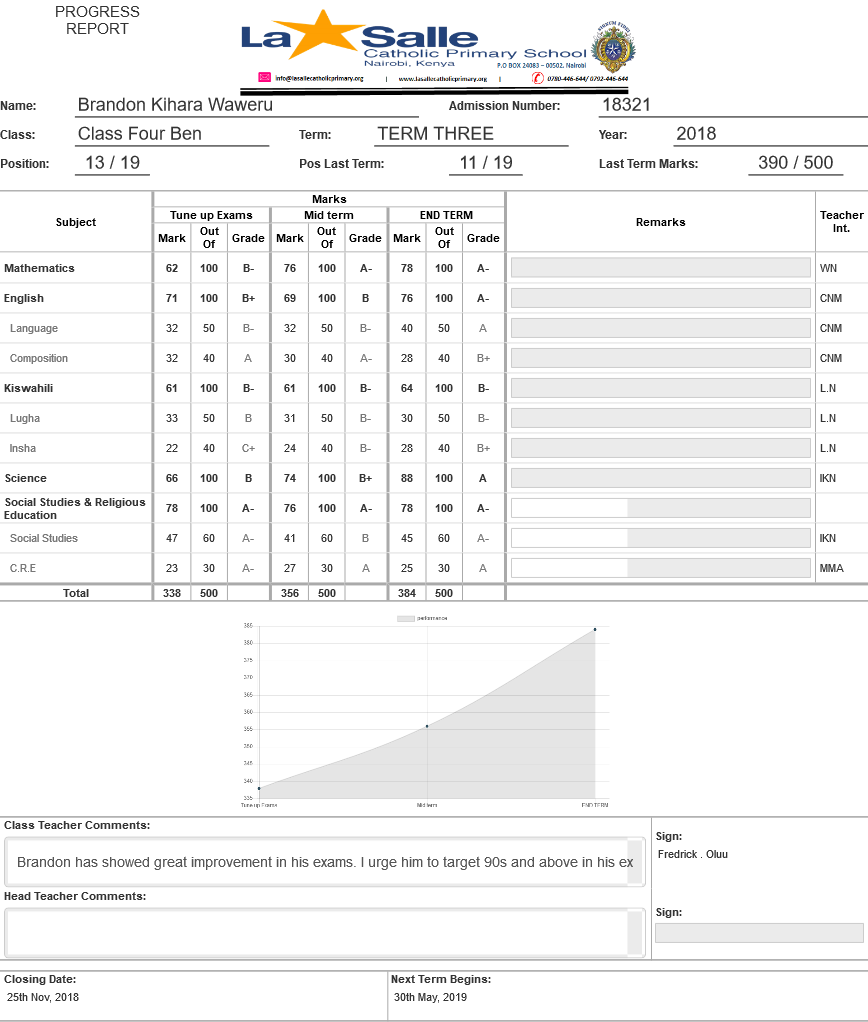 PROGRESS
REPORT
La Salle
Catholic Primary School
Nairobi, Kenya
P.O BOX 24083 – 00502, Nairobi
info@lasallecatholicprimary.org | www.lasallecatholicprimary.org | 0780-446-644/ 0792-446-644
Name: Brandon Kihara Waweru Admission Number: 18321
Class: Class Four Ben Term: TERM THREE Year: 2018
Position: 13 / 19 Pos Last Term: 11 / 19 Last Term Marks: 390 / 500
Subject Marks Remarks Teacher Int.
Tune up Exams Mid term END TERM
Mark Out Of Grade Mark Out Of Grade Mark Out Of Grade
Mathematics 62 100 B- 76 100 A- 78 100 A- WN
English 71 100 B+ 69 100 B 76 100 A- CNM
Language 32 50 B- 32 50 B- 40 50 A CNM
Composition 32 40 A 30 40 A- 28 40 B+ CNM
Kiswahili 61 100 B- 61 100 B- 64 100 B- L.N
Lugha 33 50 B 31 50 B- 30 50 B- L.N
Insha 22 40 C+ 24 40 B- 28 40 B+ L.N
Science 66 100 B 74 100 B+ 88 100 A IKN
Social Studies & Religious
Education 78 100 A- 76 100 A- 78 100 A-
Social Studies 47 60 A- 41 60 B 45 60 A- IKN
C.R.E 23 30 A- 27 30 A 25 30 A MMA
Total 338 500 356 500 384 500
performance
385
380
375
370
365
360
355
350
345
340
335
Tune up Exams Mid term END TERM
Class Teacher Comments:
Sign:
Brandon has showed great improvement in his exams. I urge him to target 90s and above in his ex
Fredrick . Oluu
Head Teacher Comments:
Sign:
Closing Date: Next Term Begins:
25th Nov, 2018 30th May, 2019